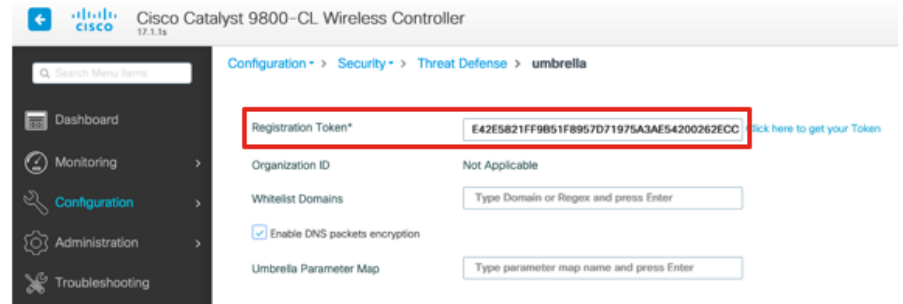 Cisco Catalyst 9800-CL Wireless Controller
CISCO
17.1.1s
Search Menu Items
Configuration > Security > Threat Defense > umbrella
Dashboard
Monitoring
Configuration
Administration
Troubleshooting
Registration Token*
E42E5821FF9B51F8957D71975A3AE54200262ECC
Click here to get your Token
Organization ID
Not Applicable
Whitelist Domains
Type Domain or Regex and press Enter
Enable DNS packets encryption
Umbrella Parameter Map
Type parameter map name and press Enter